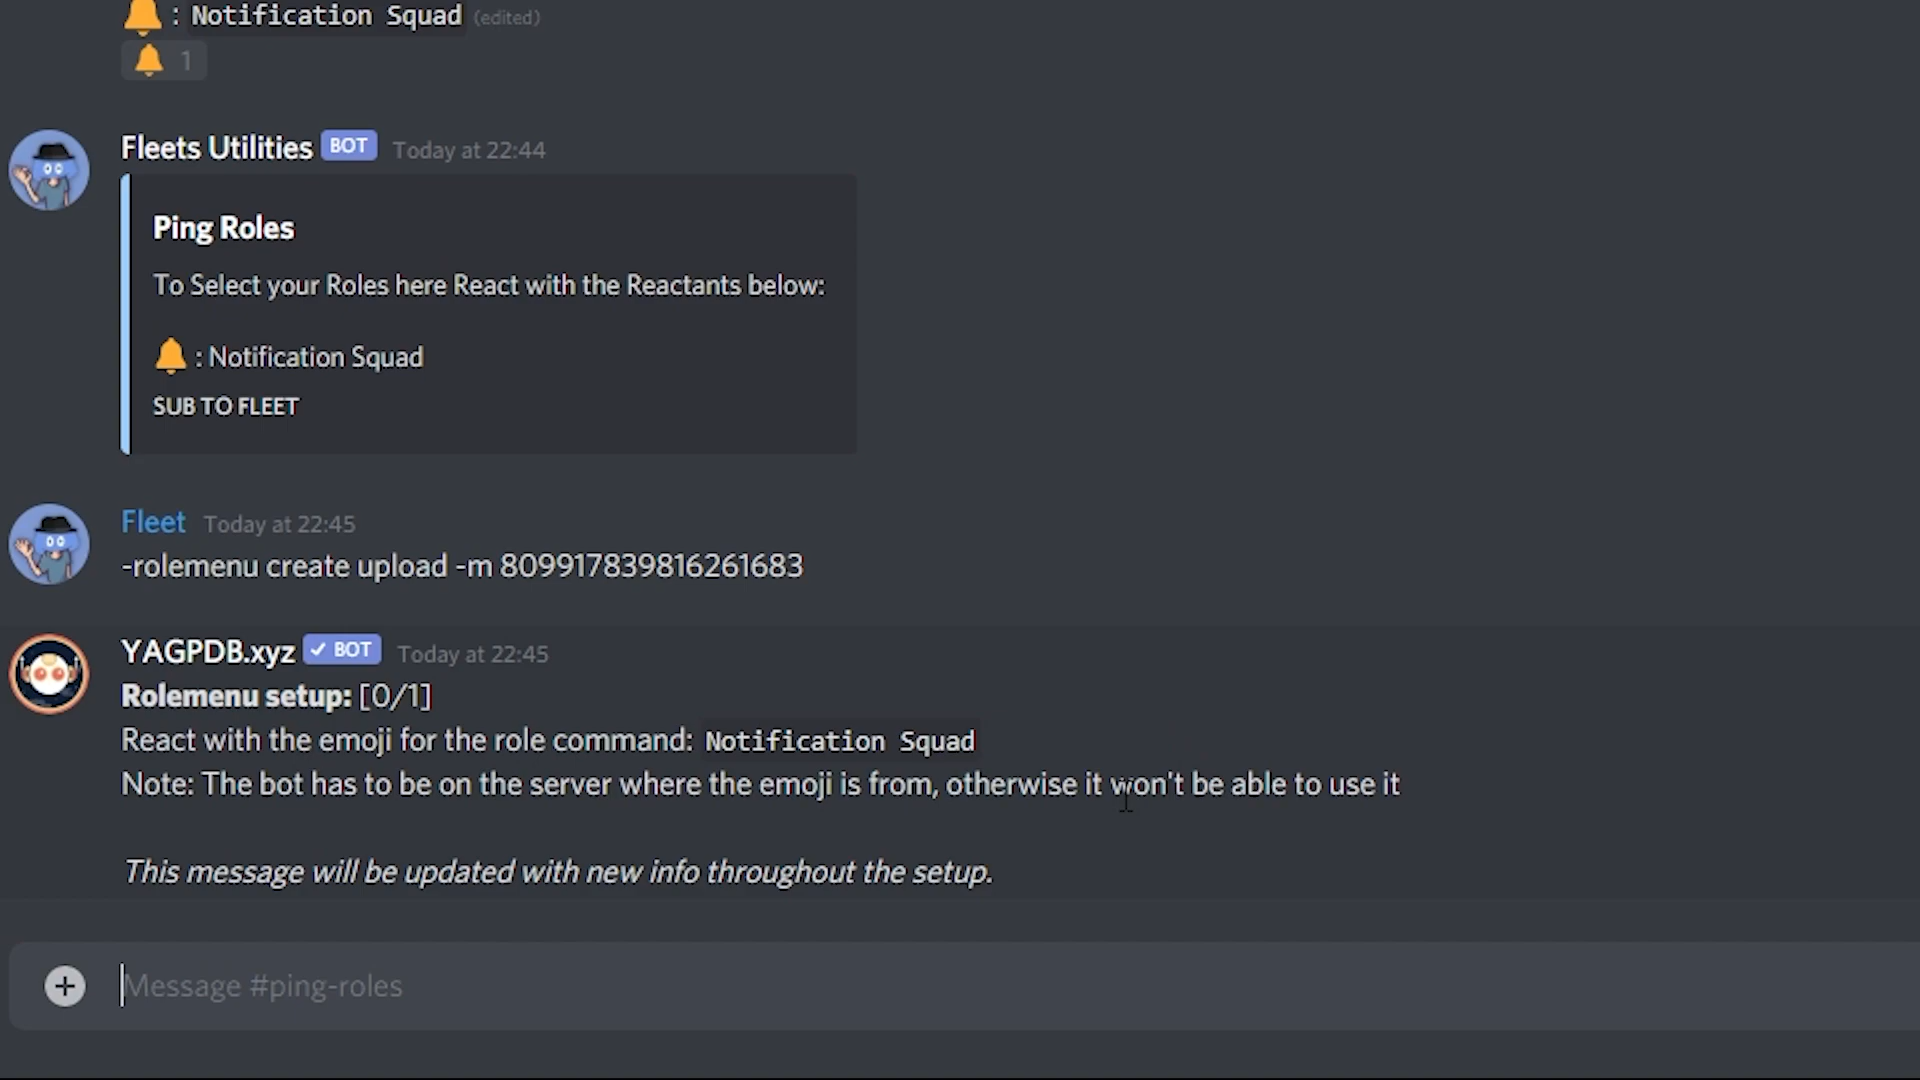 : Notification Squad (edited)
1
Fleets Utilities BOT Today at 22:44
Ping Roles
To Select your Roles here React with the Reactants below:
: Notification Squad
SUB TO FLEET
Fleet Today at 22:45
-rolemenu create upload -m 809917839816261683
YAGPDB.xyz ✓ BOT Today at 22:45
Rolemenu setup: [0/1]
React with the emoji for the role command: Notification Squad
Note: The bot has to be on the server where the emoji is from, otherwise it won't be able to use it
This message will be updated with new info throughout the setup.
Message #ping-roles